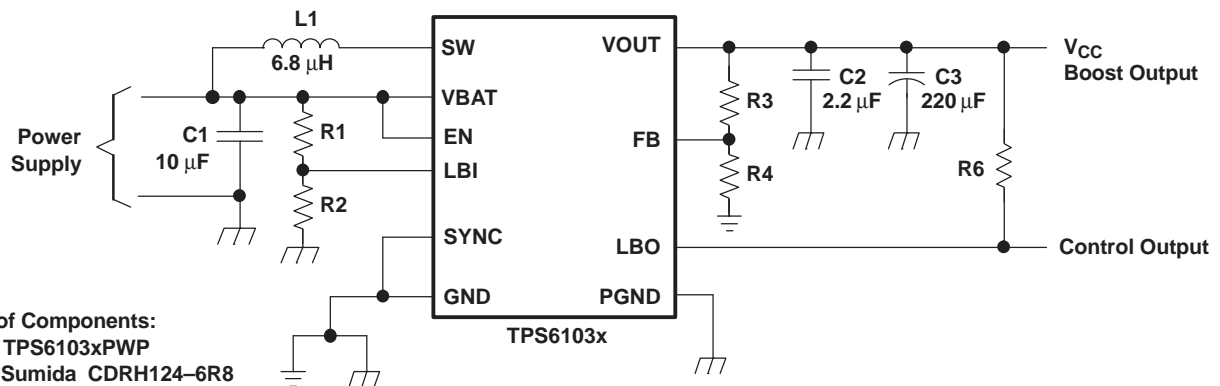 L1
6.8 μH
SW
VOUT
VCC
Boost Output
VBAT
C1
10 μF
R1
EN
LBI
R2
Power
Supply
R3
FB
R4
C2
2.2 μF
C3
220 μF
R6
SYNC
LBO
Control Output
GND
PGND
TPS6103x
of Components:
TPS6103xPWP
Sumida CDRH124–6R8